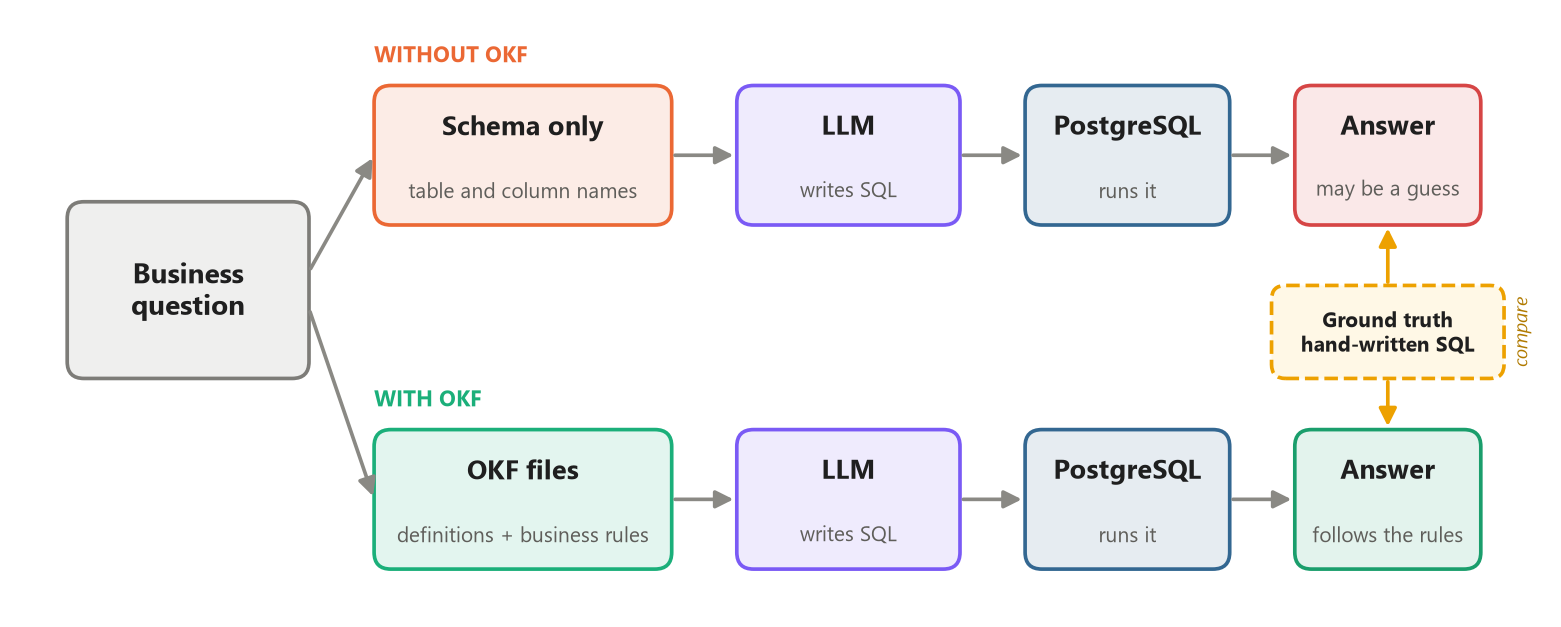 WITHOUT OKF
Schema only
table and column names
LLM
writes SQL
PostgreSQL
runs it
Answer
may be a guess
Business
question
Ground truth
hand-written SQL
compare
WITH OKF
OKF files
definitions + business rules
LLM
writes SQL
PostgreSQL
runs it
Answer
follows the rules